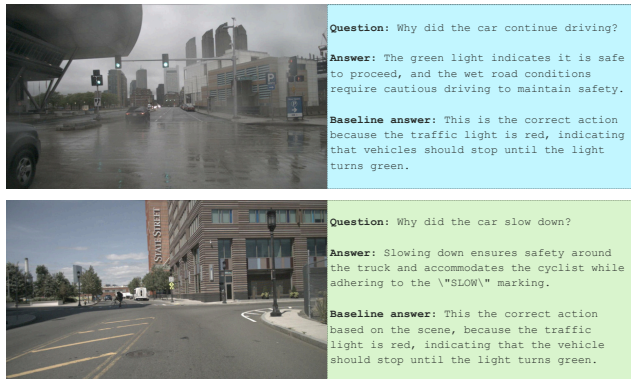 Question: Why did the car continue driving?
Answer: The green light indicates it is safe
to proceed, and the wet road conditions
require cautious driving to maintain safety.
Baseline answer: This is the correct action
because the traffic light is red, indicating
that vehicles should stop until the light
turns green.
P
STATE STREET
Question: Why did the car slow down?
Answer: Slowing down ensures safety around
the truck and accommodates the cyclist while
adhering to the \"SLOW\" marking.
Baseline answer: This the correct action
based on the scene, because the traffic
light is red, indicating that the vehicle
should stop until the light turns green.